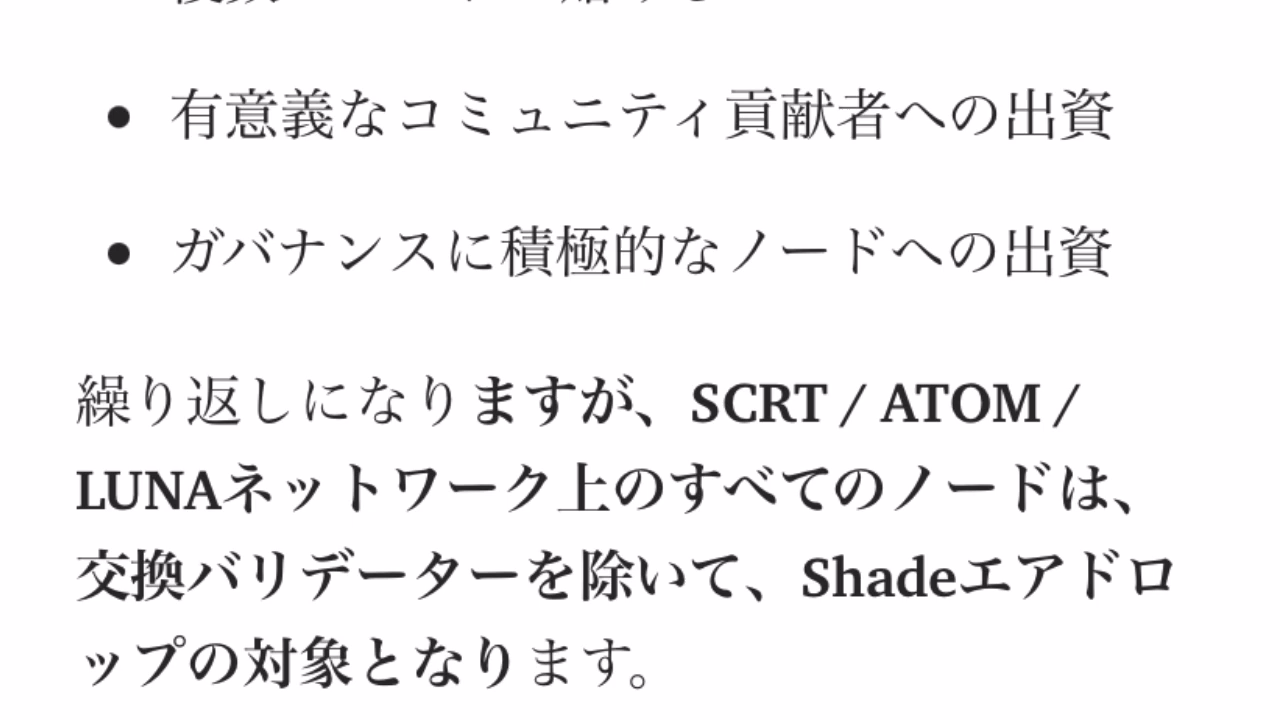 • 有意義なコミュニティ貢献者への出資
• ガバナンスに積極的なノードへの出資
繰り返しになりますが、SCRT / ATOM /
LUNAネットワーク上のすべてのノードは、
交換バリデーターを除いて、Shadeエアドロ
ップの対象となります。